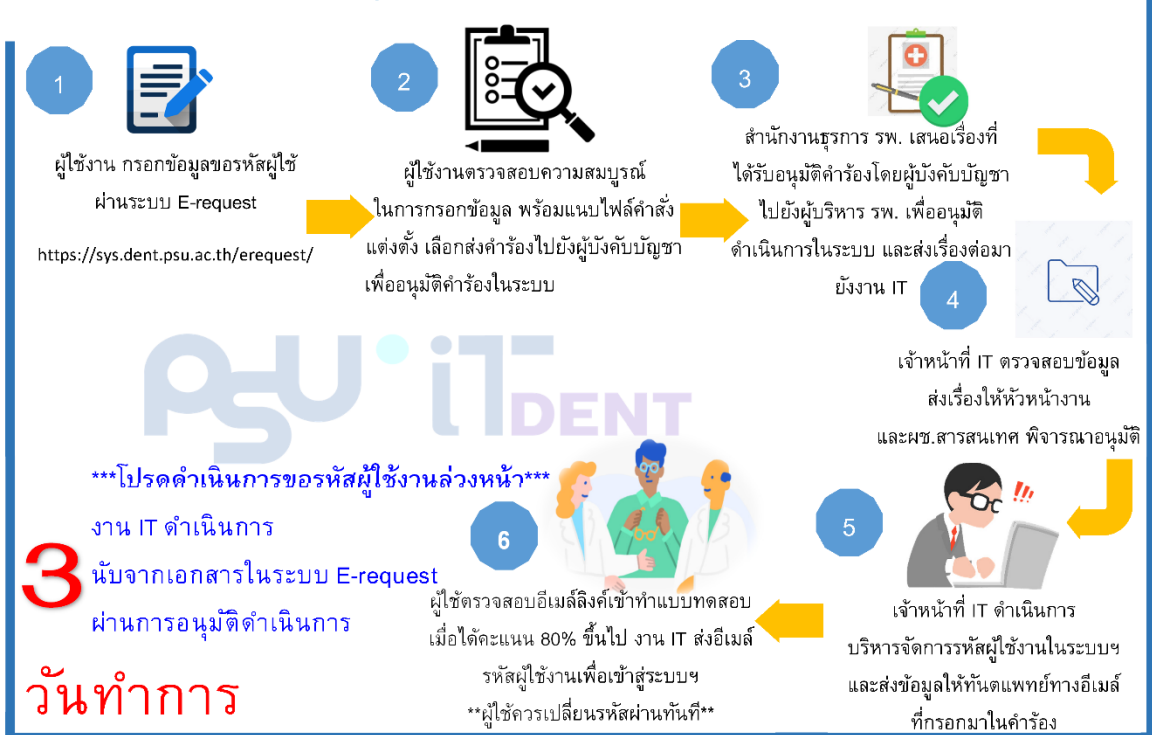 1
ผู้ใช้งาน กรอกข้อมูลขอรหัสผู้ใช้
ผ่านระบบ E-request
https://sys.dent.psu.ac.th/erequest/
2
ผู้ใช้งานตรวจสอบความสมบูรณ์
ในการกรอกข้อมูล พร้อมแนบไฟล์คำสั่ง
แต่งตั้ง เลือกส่งคำร้องไปยังผู้บังคับบัญชา
เพื่ออนุมัติคำร้องในระบบ
3
สำนักงานธุรการ รพ. เสนอเรื่องที่
ได้รับอนุมัติคำร้องโดยผู้บังคับบัญชา
ไปยังผู้บริหาร รพ. เพื่ออนุมัติ
ดำเนินการในระบบ และส่งเรื่องต่อมา
ยังงาน IT
4
เจ้าหน้าที่ IT ตรวจสอบข้อมูล
ส่งเรื่องให้หัวหน้างาน
และผช.สารสนเทศ พิจารณาอนุมัติ
5
เจ้าหน้าที่ IT ดำเนินการ
บริหารจัดการรหัสผู้ใช้งานในระบบฯ
และส่งข้อมูลให้ทันตแพทย์ทางอีเมล์
ที่กรอกมาในคำร้อง
6
ผู้ใช้ตรวจสอบอีเมล์ลิงค์เข้าทำแบบทดสอบ
เมื่อได้คะแนน 80% ขึ้นไป งาน IT ส่งอีเมล์
รหัสผู้ใช้งานเพื่อเข้าสู่ระบบฯ
**ผู้ใช้ควรเปลี่ยนรหัสผ่านทันที**
PSU iT DENT
***โปรดดำเนินการขอรหัสผู้ใช้งานล่วงหน้า***
งาน IT ดำเนินการ
3
นับจากเอกสารในระบบ E-request
ผ่านการอนุมัติดำเนินการ
วันทำการ